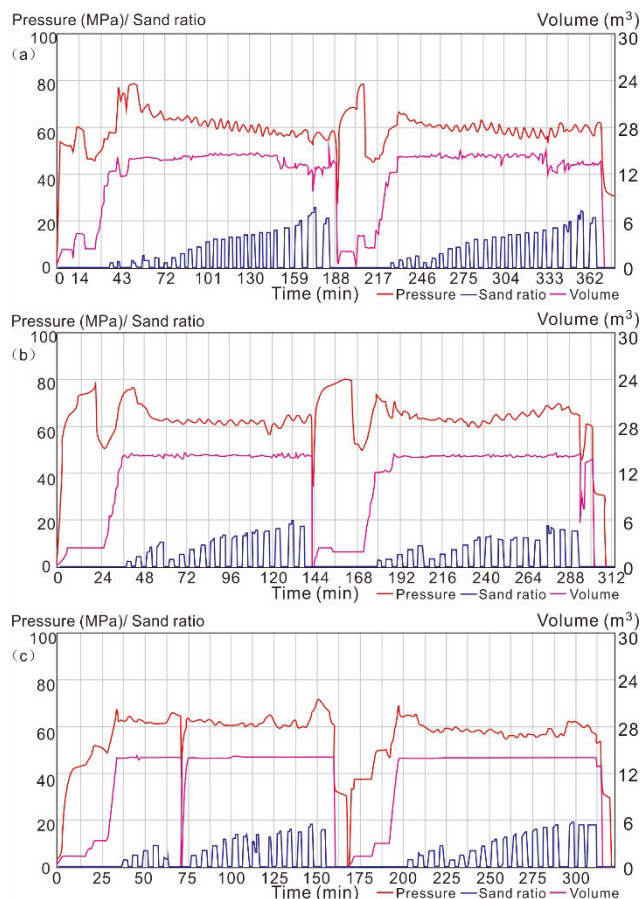 Pressure (MPa)/ Sand ratio Volume (m³)
(a)
100 30
80 24
60 28
40 12
20 6
0 0
0 14 43 72 101 130 159 188 217 246 275 304 333 362
Time (min) Pressure Sand ratio Volume
Pressure (MPa)/ Sand ratio Volume (m³)
(b)
100 30
80 24
60 28
40 12
20 6
0 0
0 24 48 72 96 120 144 168 192 216 240 264 288 312
Time (min) Pressure Sand ratio Volume
Pressure (MPa)/ Sand ratio Volume (m³)
(c)
100 30
80 24
60 28
40 12
20 6
0 0
0 25 50 75 100 125 150 175 200 225 250 275 300
Time (min) Pressure Sand ratio Volume